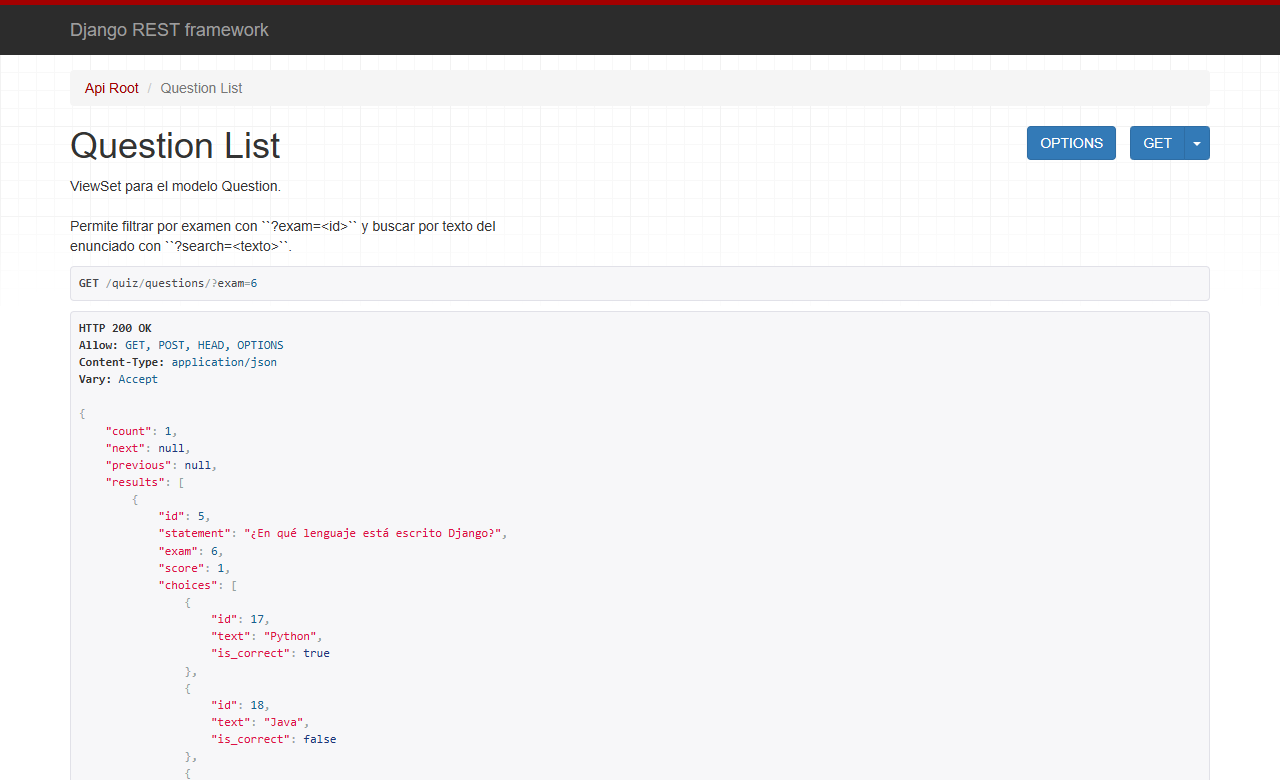 Django REST framework
Api Root / Question List
Question List
OPTIONS GET
ViewSet para el modelo Question.
Permite filtrar por examen con ``?exam=<id>`` y buscar por texto del
enunciado con ``?search=<texto>``.
GET /quiz/questions/?exam=6
HTTP 200 OK
Allow: GET, POST, HEAD, OPTIONS
Content-Type: application/json
Vary: Accept
{
    "count": 1,
    "next": null,
    "previous": null,
    "results": [
        {
            "id": 5,
            "statement": "¿En qué lenguaje está escrito Django?",
            "exam": 6,
            "score": 1,
            "choices": [
                {
                    "id": 17,
                    "text": "Python",
                    "is_correct": true
                },
                {
                    "id": 18,
                    "text": "Java",
                    "is_correct": false
                },
                {